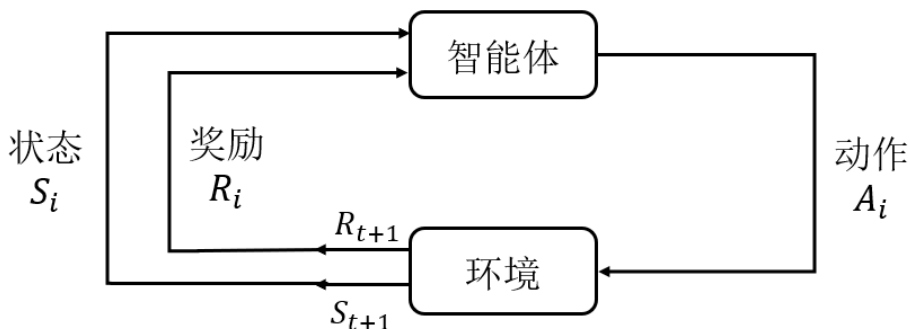 智能体
状态
S_i
奖励
R_i
动作
A_i
R_{t+1}
环境
S_{t+1}